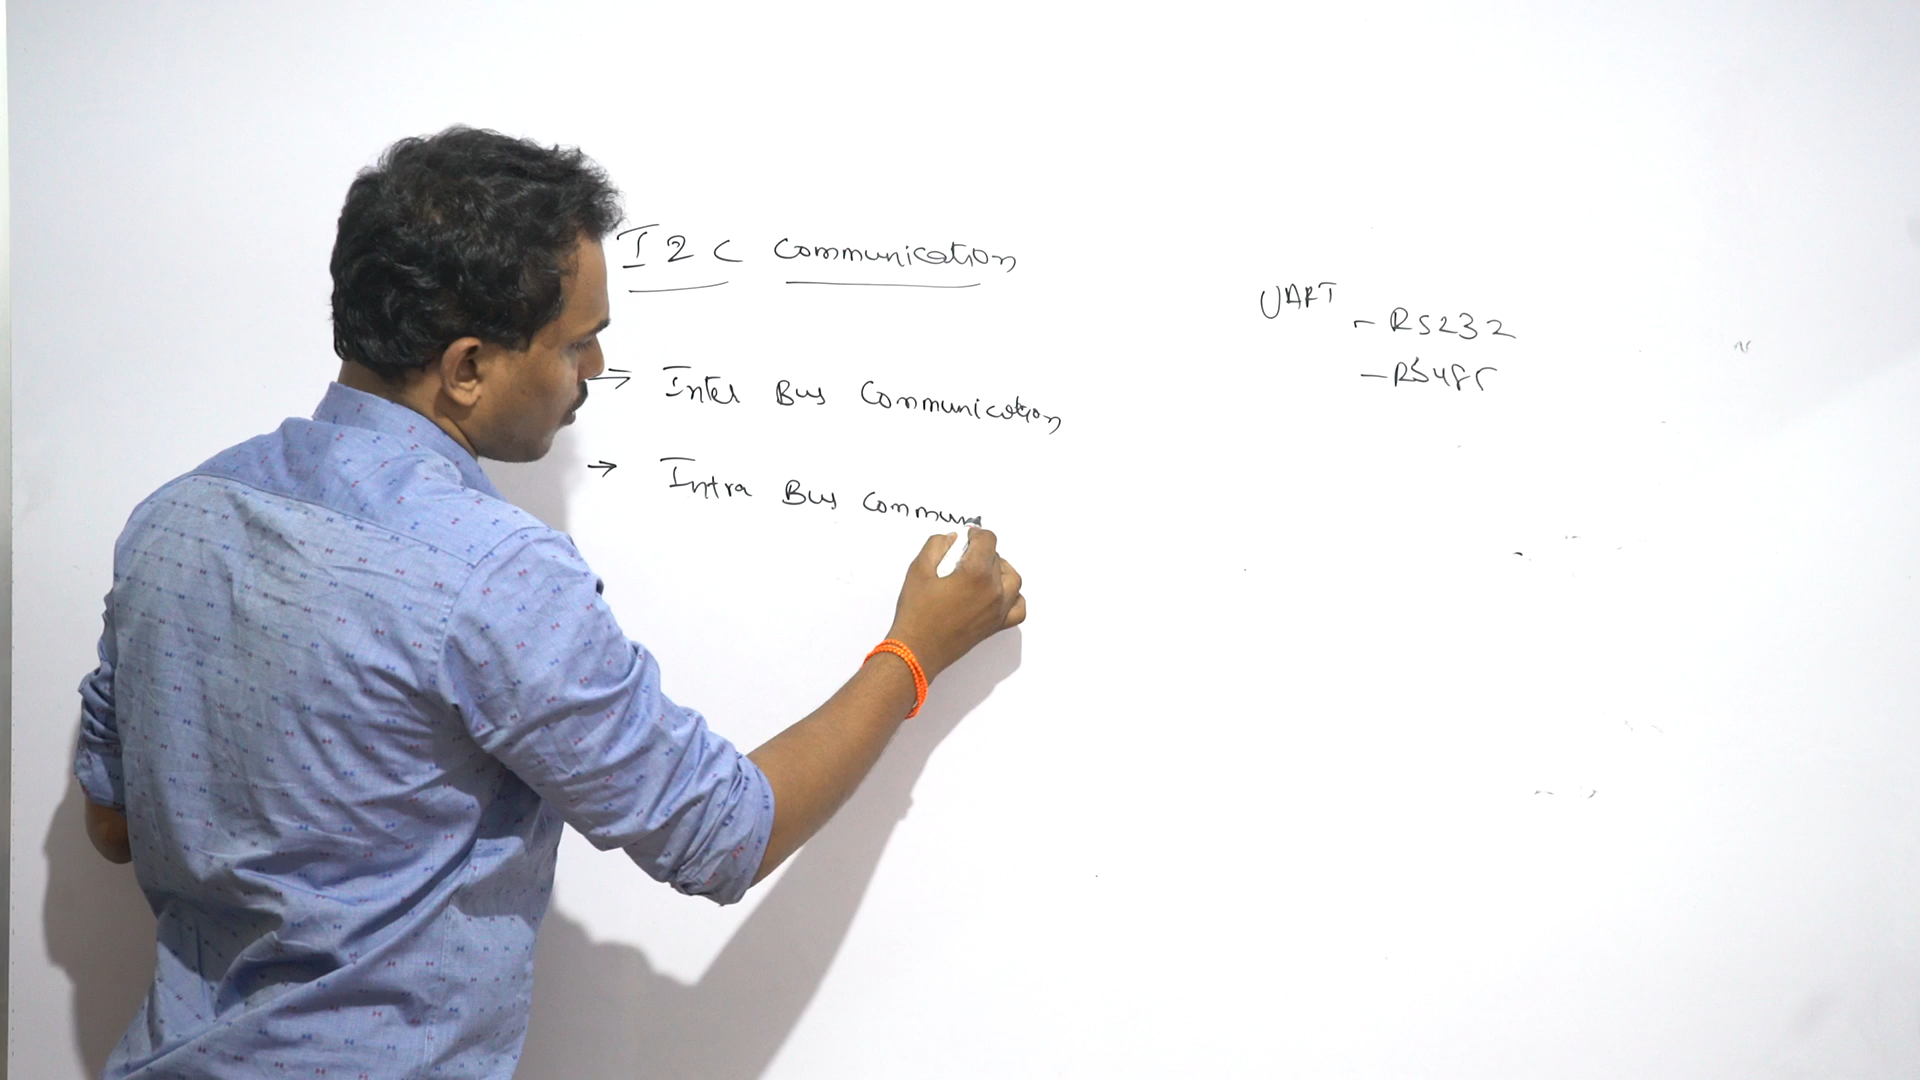 I2C Communication
→ Inter Bus Communication
→ Intra Bus Commun
UART
- RS232
- RS485